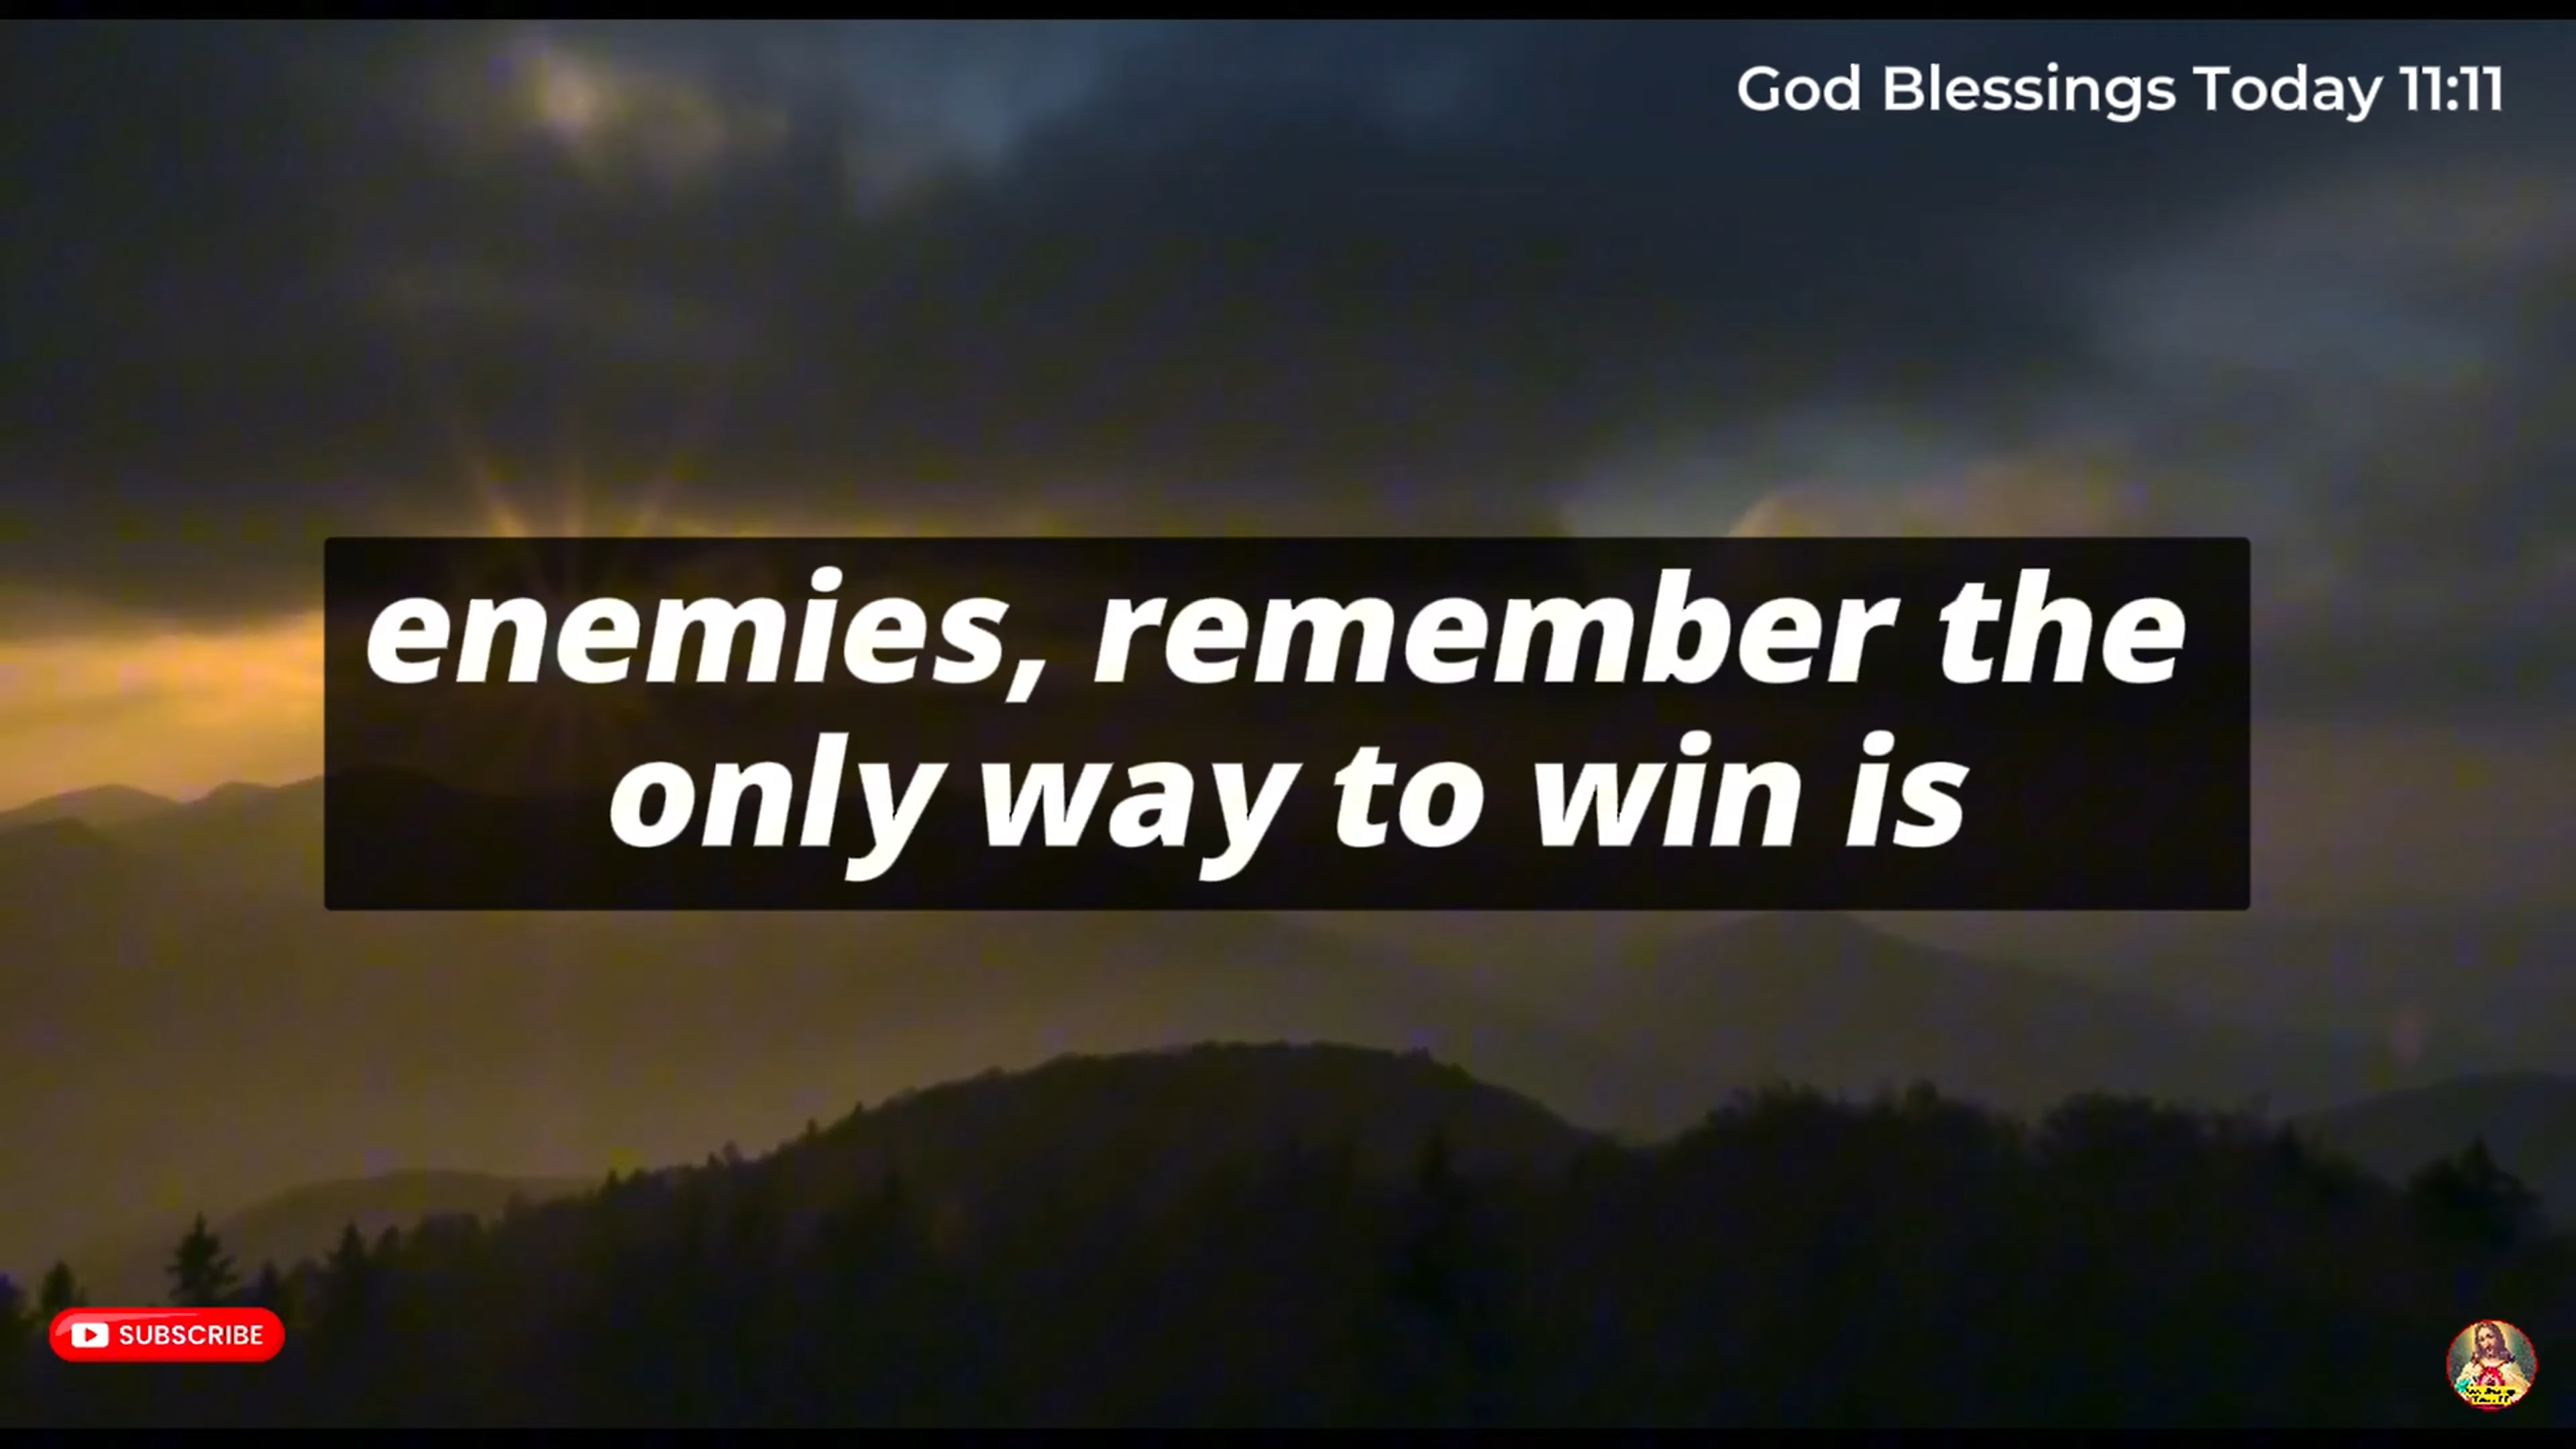 God Blessings Today 11:11
enemies, remember the
only way to win is
SUBSCRIBE